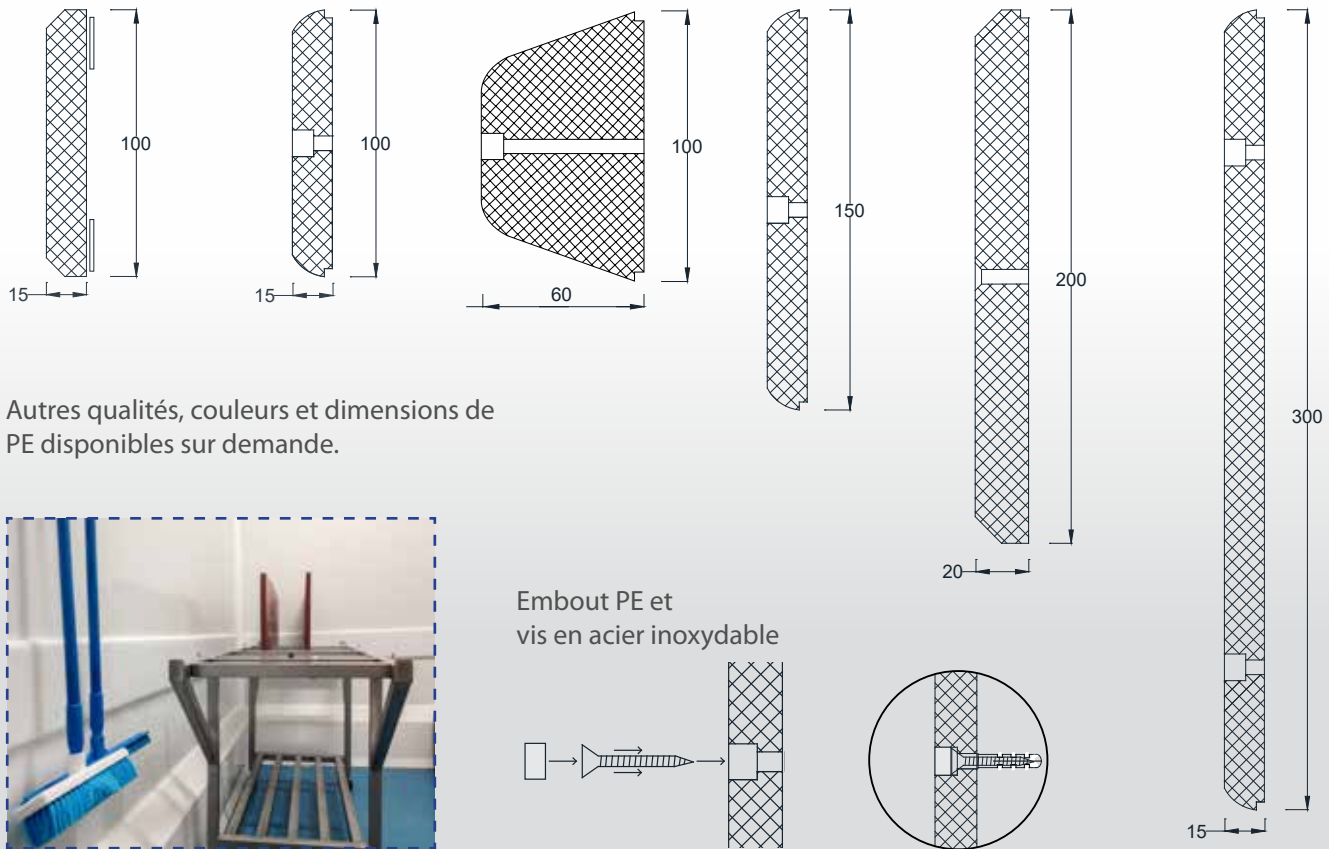 100
15
100
15
100
60
150
200
20
300
15
Autres qualités, couleurs et dimensions de
PE disponibles sur demande.
Embout PE et
vis en acier inoxydable